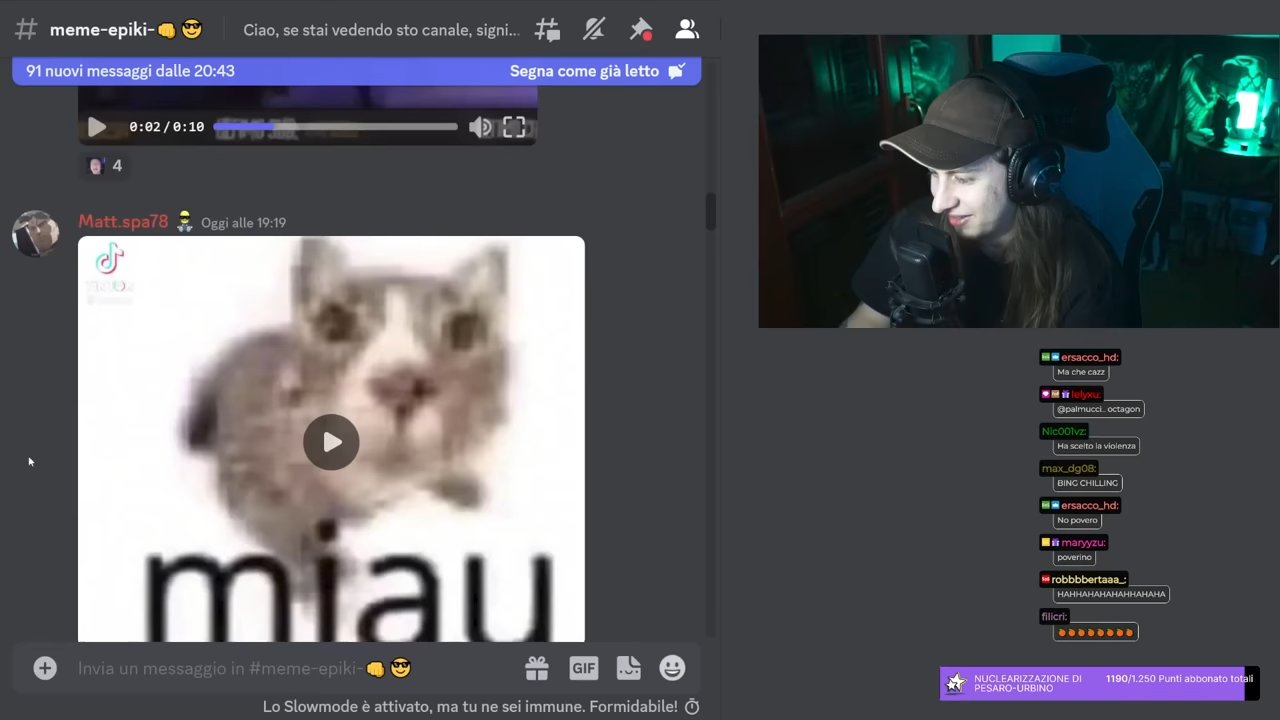 meme-epiki-👊😎
Ciao, se stai vedendo sto canale, signi...
91 nuovi messaggi dalle 20:43
Segna come già letto
0:02 / 0:10
4
Matt.spa78
Oggi alle 19:19
miau
Invia un messaggio in #meme-epiki-👊😎
GIF
Lo Slowmode è attivato, ma tu ne sei immune. Formidabile!
ersacco_hd:
Ma che cazz
lelyxu:
@palmucci.. octagon
Nic001vz:
Ha scelto la violenza
max_dg08:
BING CHILLING
ersacco_hd:
No povero
maryyzu:
poverino
robbbbertaaa_:
HAHHAHAHAHAHHAHAHA
filicri:
🍊🍊🍊🍊🍊🍊🍊🍊
NUCLEARIZZAZIONE DI
PESARO-URBINO
1190/1.250 Punti abbonato totali